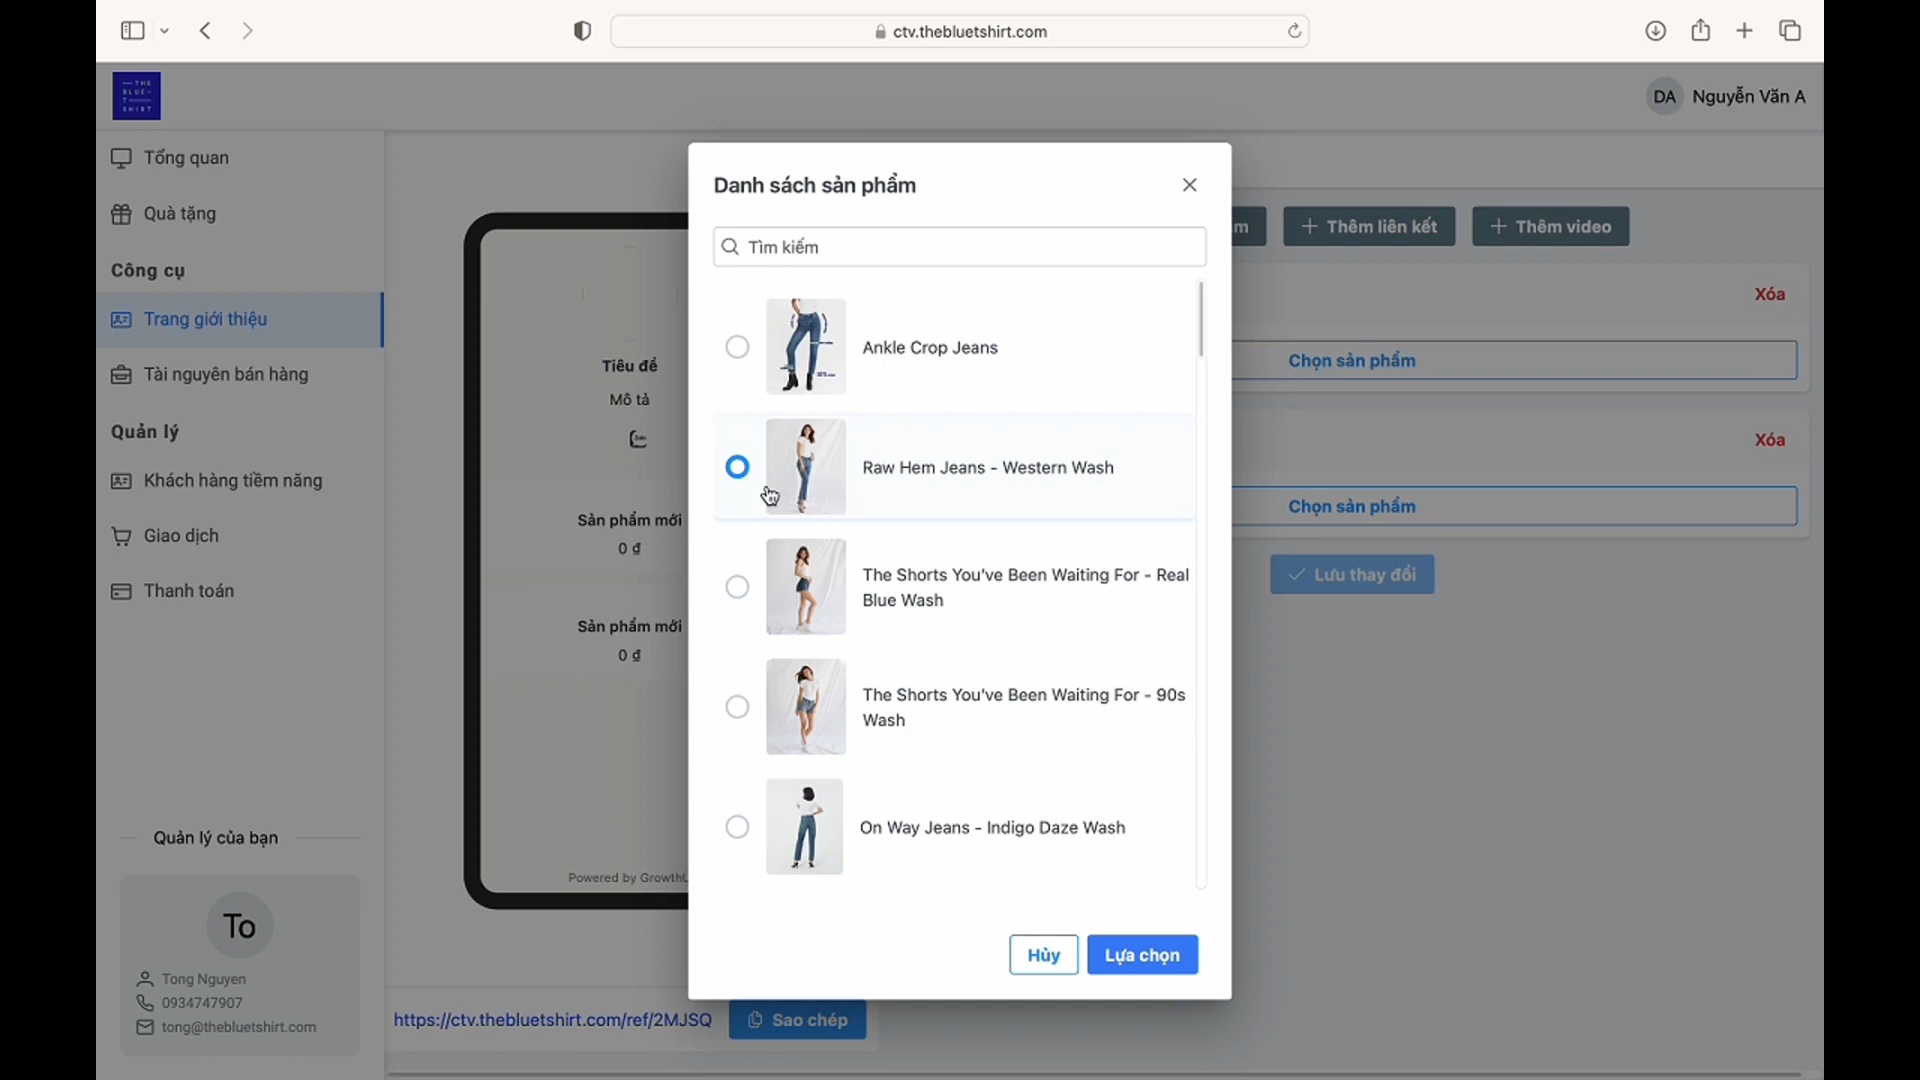 ctv.thebluetshirt.com
THE
BLUE-
T
SHIRT
DA Nguyễn Văn A
Tổng quan
Quà tặng
Công cụ
Trang giới thiệu
Tài nguyên bán hàng
Quản lý
Khách hàng tiềm năng
Giao dịch
Thanh toán
Quản lý của bạn
To
Tong Nguyen
0934747907
tong@thebluetshirt.com
Tiêu đề
Mô tả
Zalo
Sản phẩm mới
0 ₫
Sản phẩm mới
0 ₫
Powered by Growth
https://ctv.thebluetshirt.com/ref/2MJSQ
Sao chép
Danh sách sản phẩm
Tìm kiếm
Ankle Crop Jeans
Raw Hem Jeans - Western Wash
The Shorts You've Been Waiting For - Real
Blue Wash
The Shorts You've Been Waiting For - 90s
Wash
On Way Jeans - Indigo Daze Wash
Hủy
Lựa chọn
Thêm liên kết
Thêm video
Xóa
Chọn sản phẩm
Xóa
Chọn sản phẩm
Lưu thay đổi